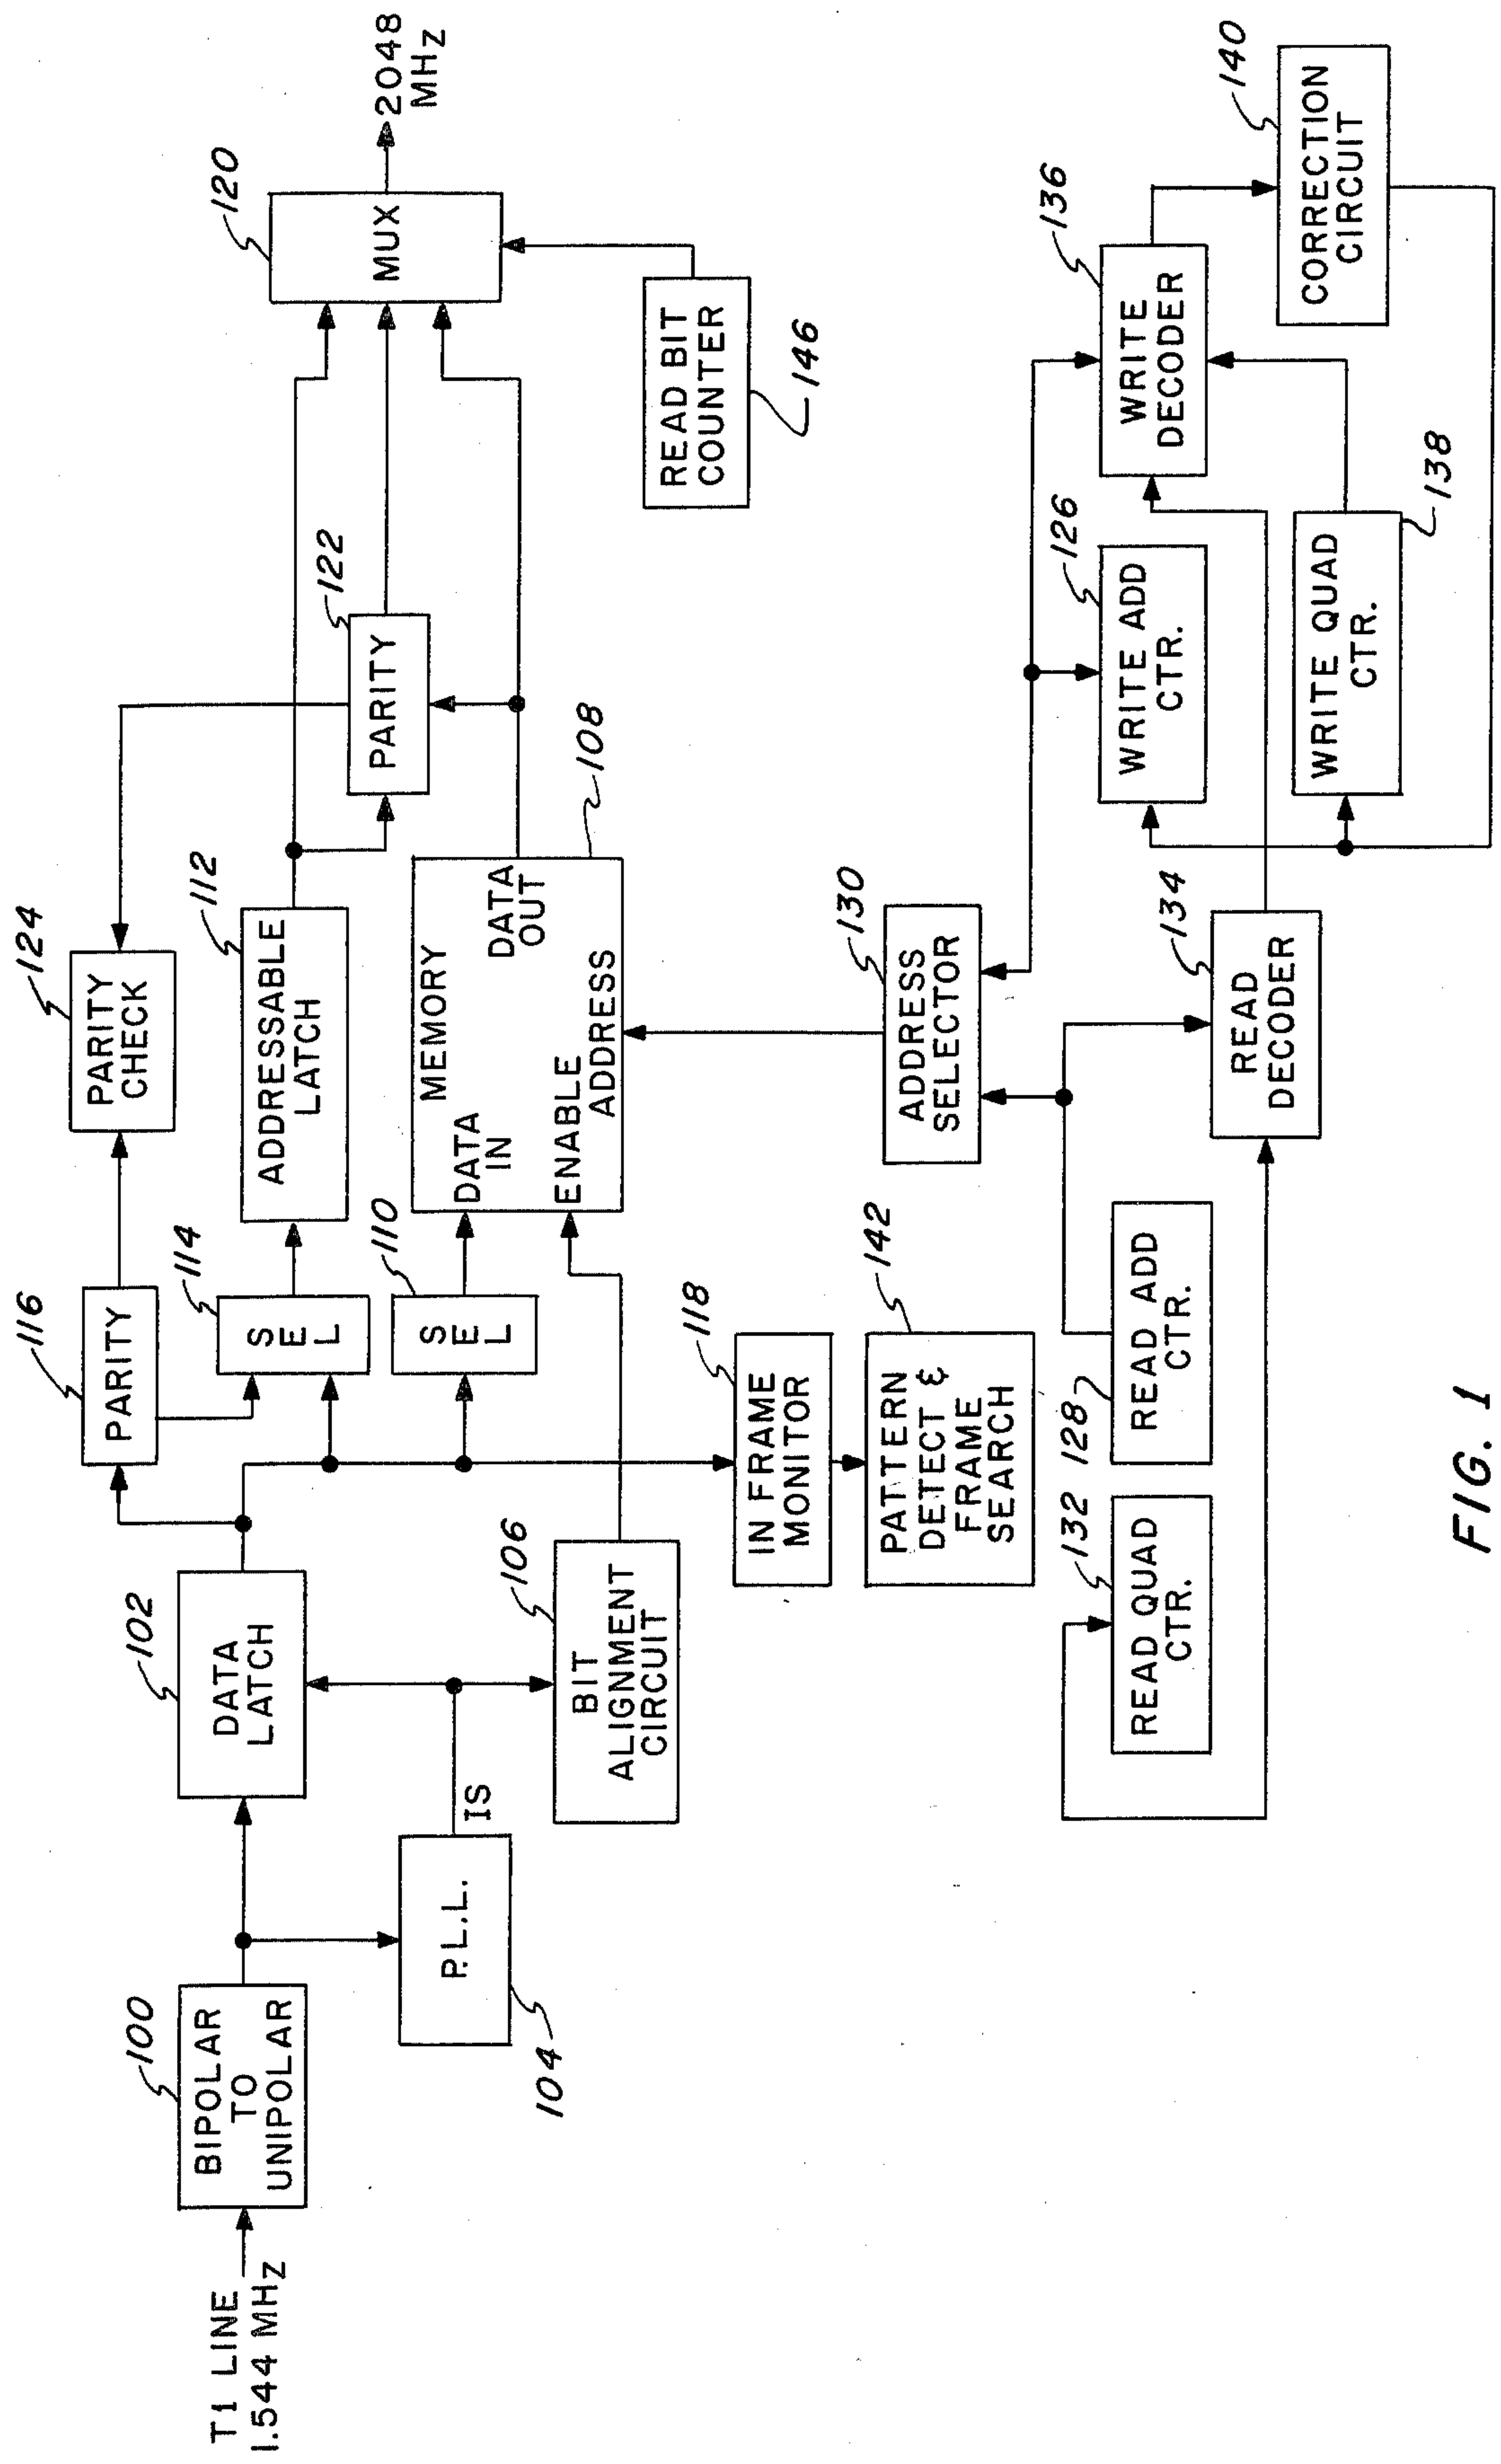 T1 LINE
1.544 MHz
100
BIPOLAR
TO
UNIPOLAR
P.L.L.
104
IS
102
DATA
LATCH
106
BIT
ALIGNMENT
CIRCUIT
116
PARITY
114
SEL
110
SEL
118
IN FRAME
MONITOR
142
PATTERN
DETECT &
FRAME
SEARCH
124
PARITY
CHECK
112
ADDRESSABLE
LATCH
MEMORY
DATA
IN
DATA
OUT
ENABLE
ADDRESS
108
122
PARITY
120
MUX
2048
MHz
READ BIT
COUNTER
146
130
ADDRESS
SELECTOR
132
READ QUAD
CTR.
128
READ ADD
CTR.
134
READ
DECODER
126
WRITE ADD
CTR.
WRITE QUAD
CTR.
138
136
WRITE
DECODER
140
CORRECTION
CIRCUIT
FIG. 1